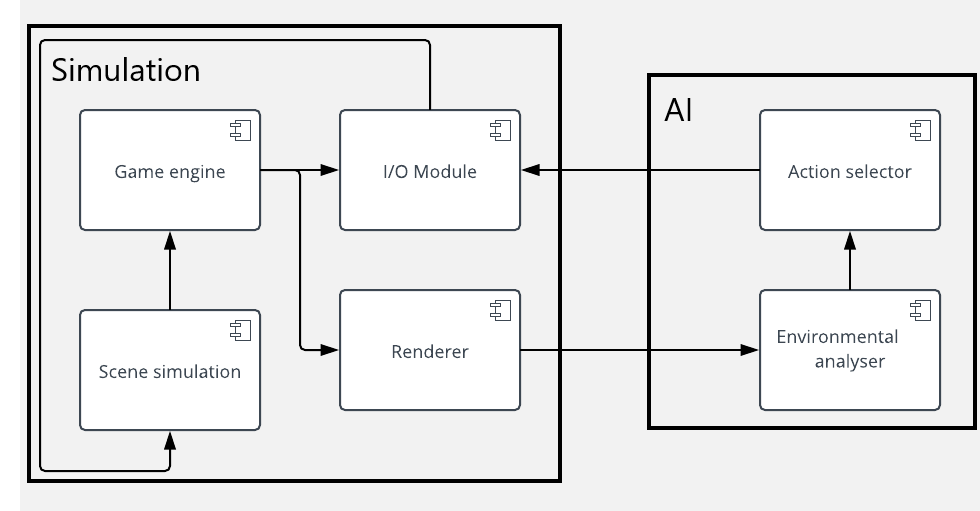 Simulation
Game engine
I/O Module
Scene simulation
Renderer
AI
Action selector
Environmental
analyser